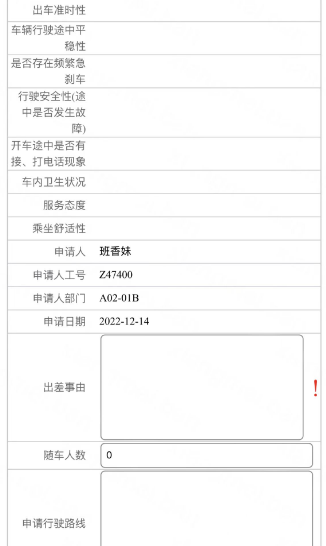 出车准时性
车辆行驶途中平
稳性
是否存在频繁急
刹车
行驶安全性(途
中是否发生故
障)
开车途中是否有
接、打电话现象
车内卫生状况
服务态度
乘坐舒适性
申请人 班香妹
申请人工号 Z47400
申请人部门 A02-01B
申请日期 2022-12-14
出差事由 !
随车人数 0
申请行驶路线